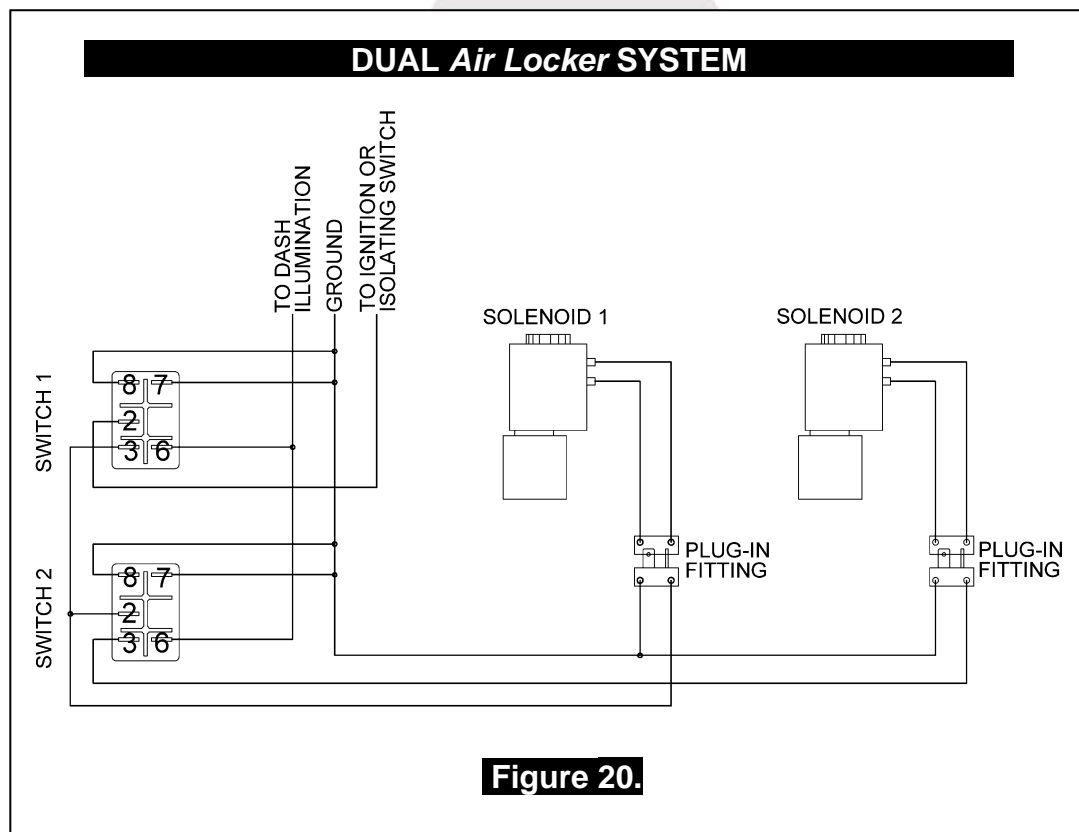 DUAL Air Locker SYSTEM
TO DASH
ILLUMINATION
GROUND
TO IGNITION OR
ISOLATING SWITCH
SOLENOID 1
SOLENOID 2
SWITCH 1
8 7
2
3 6
SWITCH 2
8 7
2
3 6
PLUG-IN
FITTING
PLUG-IN
FITTING
Figure 20.